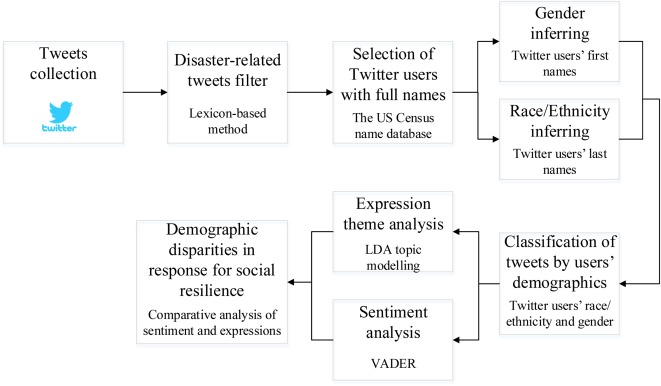 Tweets
collection
twitter
Disaster-related
tweets filter
Lexicon-based
method
Selection of
Twitter users
with full names
The US Census
name database
Gender
inferring
Twitter users' first
names
Race/Ethnicity
inferring
Twitter users' last
names
Classification of
tweets by users'
demographics
Twitter users' race/
ethnicity and gender
Expression
theme analysis
LDA topic
modelling
Sentiment
analysis
VADER
Demographic
disparities in
response for social
resilience
Comparative analysis of
sentiment and expressions